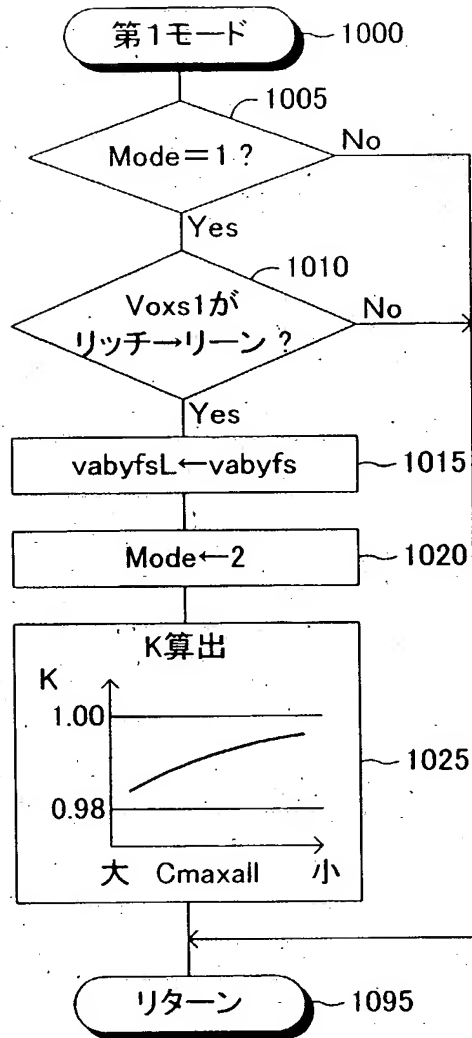 第1モード
1000
1005
Mode=1？
No
Yes
1010
Voxs1が
リッチ→リーン？
No
Yes
vabyfsL←vabyfs
1015
Mode←2
1020
K算出
K
1.00
0.98
大 Cmaxall 小
1025
リターン
1095